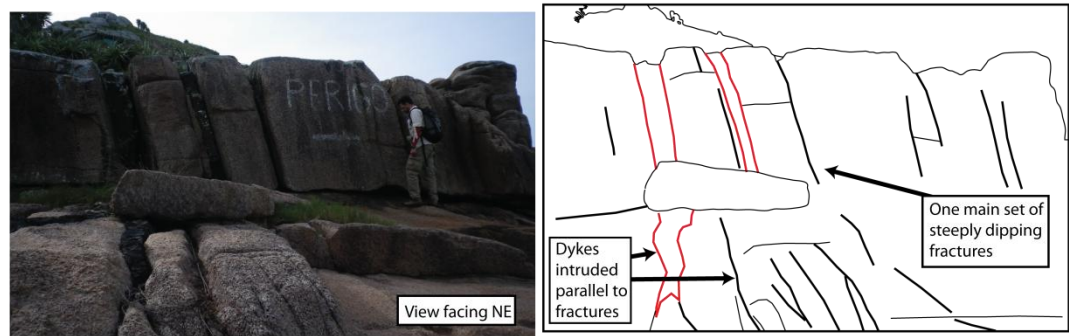 PERIGO
View facing NE
One main set of
steeply dipping
fractures
Dykes
intruded
parallel to
fractures